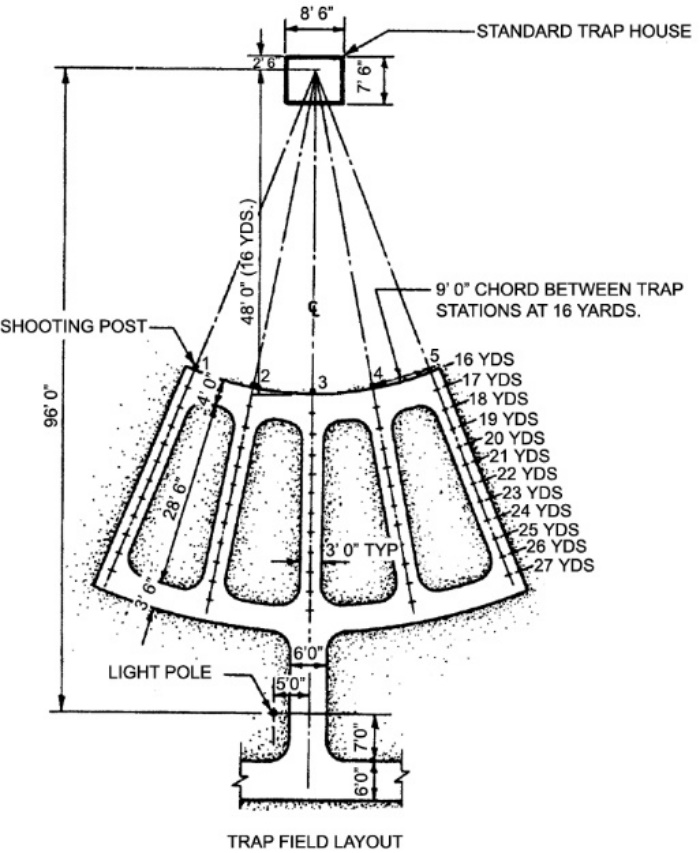 8' 6"
STANDARD TRAP HOUSE
2' 6"
7' 6"
48' 0" (16 YDS.)
℄
9' 0" CHORD BETWEEN TRAP
STATIONS AT 16 YARDS.
SHOOTING POST
96' 0"
1
2
3
4
5
16 YDS
17 YDS
18 YDS
19 YDS
20 YDS
21 YDS
22 YDS
23 YDS
24 YDS
25 YDS
26 YDS
27 YDS
4' 0"
28' 6"
3' 0" TYP
3' 6"
6'0"
LIGHT POLE
5'0"
7'0"
6'0"
TRAP FIELD LAYOUT